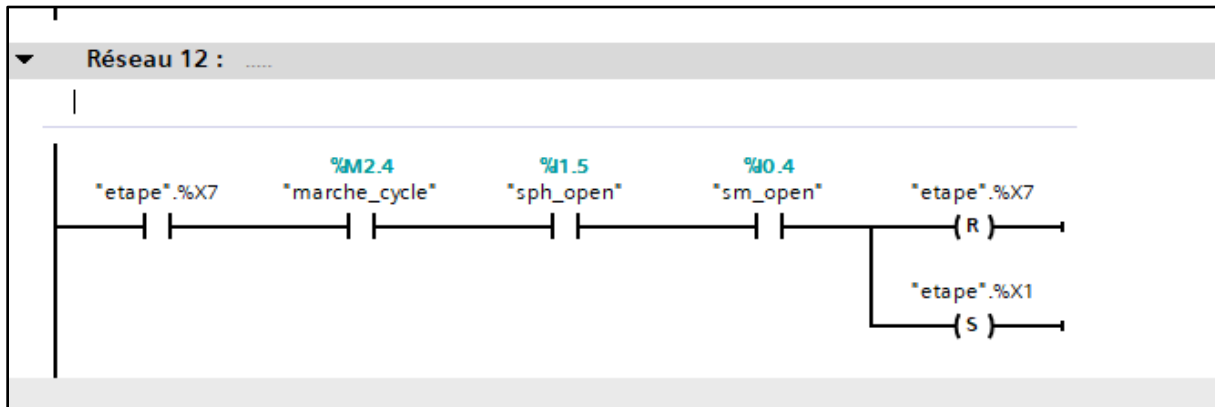 Réseau 12 : .....
%M2.4 %I1.5 %I0.4
"etape".%X7 "marche_cycle" "sph_open" "sm_open" "etape".%X7
R
"etape".%X1
S